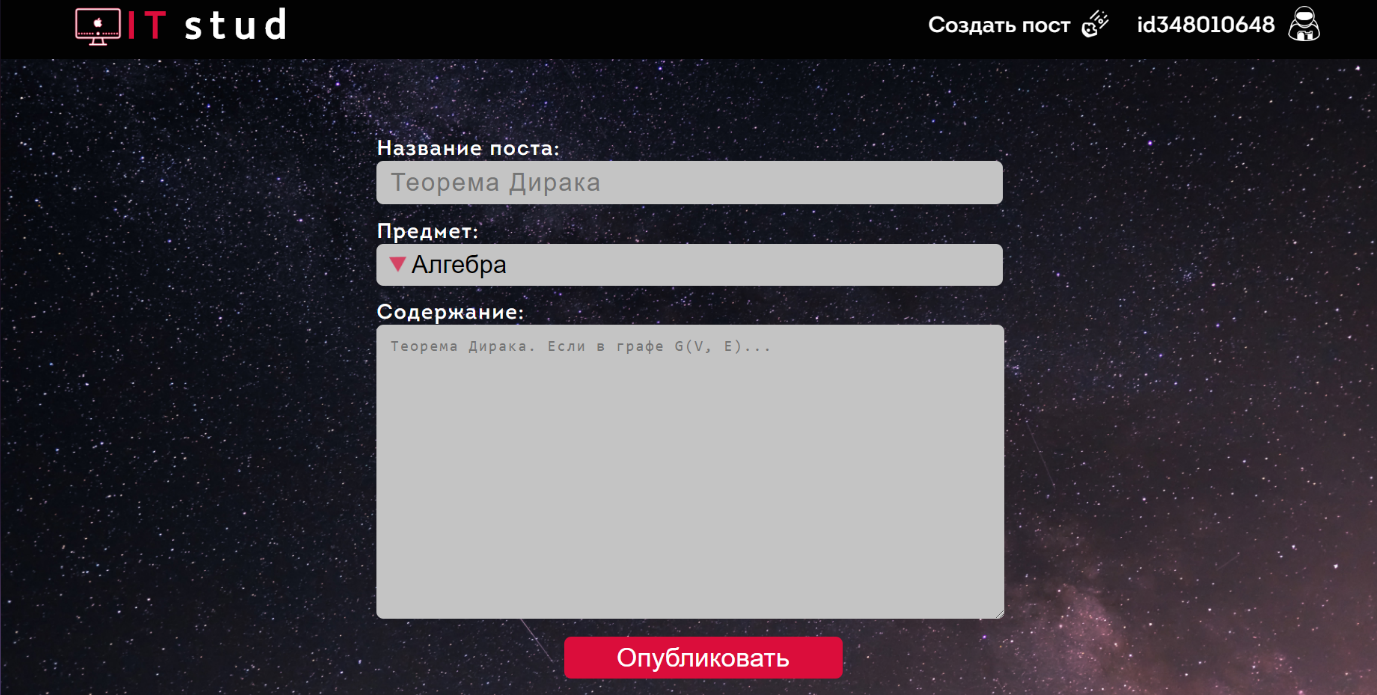 IT stud
Создать пост
id348010648
Название поста:
Теорема Дирака
Предмет:
Алгебра
Содержание:
Теорема Дирака. Если в графе G(V, E)...
Опубликовать